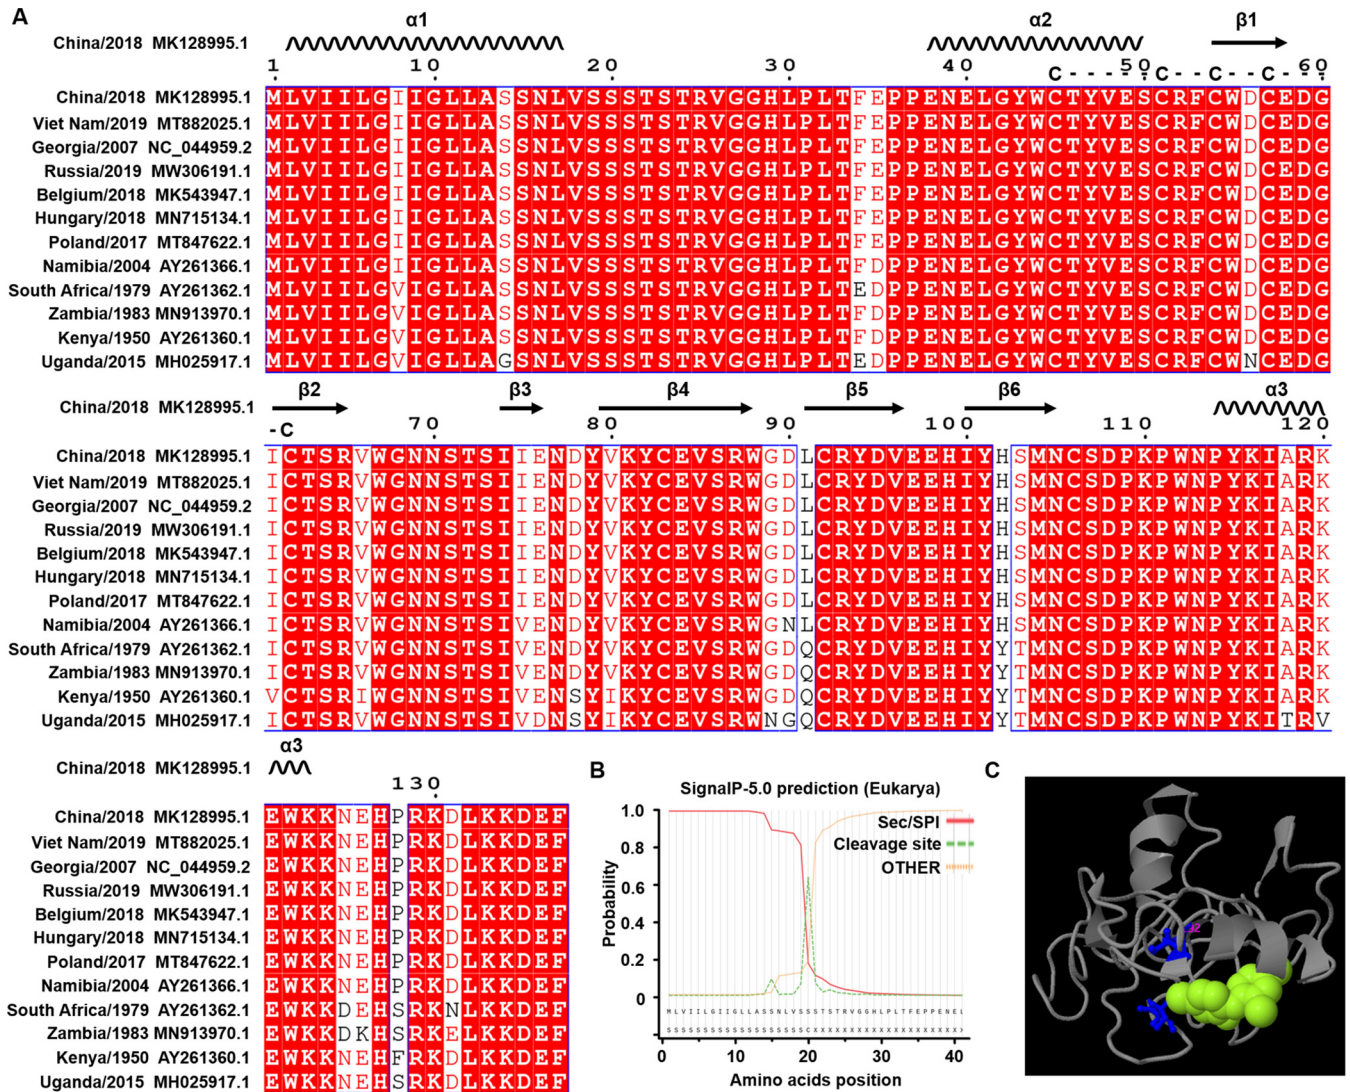 A
α1 α2 β1
China/2018 MK128995.1
1 10 20 30 40 50 60
C - - - - C - - C - - C - - -
China/2018 MK128995.1 MLVIILGIIGLLASSNLVSSSTSTRVGGHLPLTFEPPENELGYWCTYVESCRFCWDCEDG
Viet Nam/2019 MT882025.1 MLVIILGIIGLLASSNLVSSSTSTRVGGHLPLTFEPPENELGYWCTYVESCRFCWDCEDG
Georgia/2007 NC_044959.2 MLVIILGIIGLLASSNLVSSSTSTRVGGHLPLTFEPPENELGYWCTYVESCRFCWDCEDG
Russia/2019 MW306191.1 MLVIILGIIGLLASSNLVSSSTSTRVGGHLPLTFEPPENELGYWCTYVESCRFCWDCEDG
Belgium/2018 MK543947.1 MLVIILGIIGLLASSNLVSSSTSTRVGGHLPLTFEPPENELGYWCTYVESCRFCWDCEDG
Hungary/2018 MN715134.1 MLVIILGIIGLLASSNLVSSSTSTRVGGHLPLTFEPPENELGYWCTYVESCRFCWDCEDG
Poland/2017 MT847622.1 MLVIILGIIGLLASSNLVSSSTSTRVGGHLPLTFEPPENELGYWCTYVESCRFCWDCEDG
Namibia/2004 AY261366.1 MLVIILGIIGLLASSNLVSSSTSTRVGGHLPLTFDPPENELGYWCTYVESCRFCWDCEDG
South Africa/1979 AY261362.1 MLVIILGVIGLLASSNLVSSSTSTRVGGHLPLTEDPPENELGYWCTYVESCRFCWDCEDG
Zambia/1983 MN913970.1 MLVIILGVIGLLASSNLVSSSTSTRVGGHLPLTFDPPENELGYWCTYVESCRFCWDCEDG
Kenya/1950 AY261360.1 MLVIILGVIGLLASSNLVSSSTSTRVGGHLPLTFDPPENELGYWCTYVESCRFCWDCEDG
Uganda/2015 MH025917.1 MLVIILGVIGLLAGSNLVSSSTSTRVGGHLPLTEDPPENELGYWCTYVESCRFCWNCEDG
β2 β3 β4 β5 β6 α3
China/2018 MK128995.1
- C 70 80 90 100 110 120
China/2018 MK128995.1 ICTSRVWGNNSTSIIENDYVKYCEVSRWGDLCRYDVEEHIYHSMNCSDPKPWNPYKIARK
Viet Nam/2019 MT882025.1 ICTSRVWGNNSTSIIENDYVKYCEVSRWGDLCRYDVEEHIYHSMNCSDPKPWNPYKIARK
Georgia/2007 NC_044959.2 ICTSRVWGNNSTSIIENDYVKYCEVSRWGDLCRYDVEEHIYHSMNCSDPKPWNPYKIARK
Russia/2019 MW306191.1 ICTSRVWGNNSTSIIENDYVKYCEVSRWGDLCRYDVEEHIYHSMNCSDPKPWNPYKIARK
Belgium/2018 MK543947.1 ICTSRVWGNNSTSIIENDYVKYCEVSRWGDLCRYDVEEHIYHSMNCSDPKPWNPYKIARK
Hungary/2018 MN715134.1 ICTSRVWGNNSTSIIENDYVKYCEVSRWGDLCRYDVEEHIYHSMNCSDPKPWNPYKIARK
Poland/2017 MT847622.1 ICTSRVWGNNSTSIIENDYVKYCEVSRWGDLCRYDVEEHIYHSMNCSDPKPWNPYKIARK
Namibia/2004 AY261366.1 ICTSRVWGNNSTSIVENDYVKYCEVSRWGNLCRYDVEEHIYHSMNCSDPKPWNPYKIARK
South Africa/1979 AY261362.1 ICTSRVWGNNSTSIVENDYVKYCEVSRWGDQCRYDVEEHIYYTMNCSDPKPWNPYKIARK
Zambia/1983 MN913970.1 ICTSRVWGNNSTSIVENDYVKYCEVSRWGDQCRYDVEEHIYYTMNCSDPKPWNPYKIARK
Kenya/1950 AY261360.1 VCTSRIWGNNSTSIVENSYIKYCEVSRWGDQCRYDVEEHIYYTMNCSDPKPWNPYKIARK
Uganda/2015 MH025917.1 ICTSRVWGNNSTSIVDNSYIKYCEVSRWNGQCRYDVEEHIYYTMNCSDPKPWNPYKITRV
α3
China/2018 MK128995.1
130
China/2018 MK128995.1 EWKKNEHPRKDLKKDEF
Viet Nam/2019 MT882025.1 EWKKNEHPRKDLKKDEF
Georgia/2007 NC_044959.2 EWKKNEHPRKDLKKDEF
Russia/2019 MW306191.1 EWKKNEHPRKDLKKDEF
Belgium/2018 MK543947.1 EWKKNEHPRKDLKKDEF
Hungary/2018 MN715134.1 EWKKNEHPRKDLKKDEF
Poland/2017 MT847622.1 EWKKNEHPRKDLKKDEF
Namibia/2004 AY261366.1 EWKKNEHPRKDLKKDEF
South Africa/1979 AY261362.1 EWKKDEHSRKNLKKDEF
Zambia/1983 MN913970.1 EWKKDKHSRKELKKDEF
Kenya/1950 AY261360.1 EWKKNEHFRKDLKKDEF
Uganda/2015 MH025917.1 EWKKNEHSRKDLKKDEF
B
SignalP-5.0 prediction (Eukarya)
Sec/SPI
Cleavage site
OTHER
Probability
1.0
0.8
0.6
0.4
0.2
0
MLVIILGIIGLLASSNLVSSSTSTRVGGHLPLTFEPPENEL
SSSSSSSSSSSSSSSSSSSCXXXXXXXXXXXXXXXXXXXXX
0 10 20 30 40
Amino acids position
C